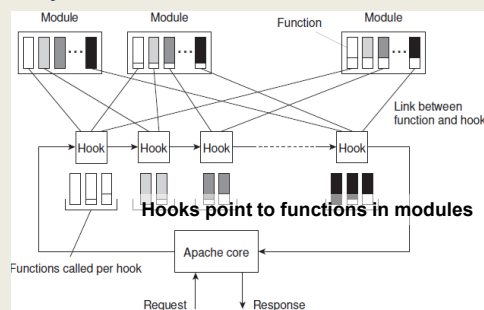 Module
Module
Function
Module
...
...
...
Link between
function and hook
Hook
Hook
Hook
Hook
Hooks point to functions in modules
Apache core
Functions called per hook
Request
Response